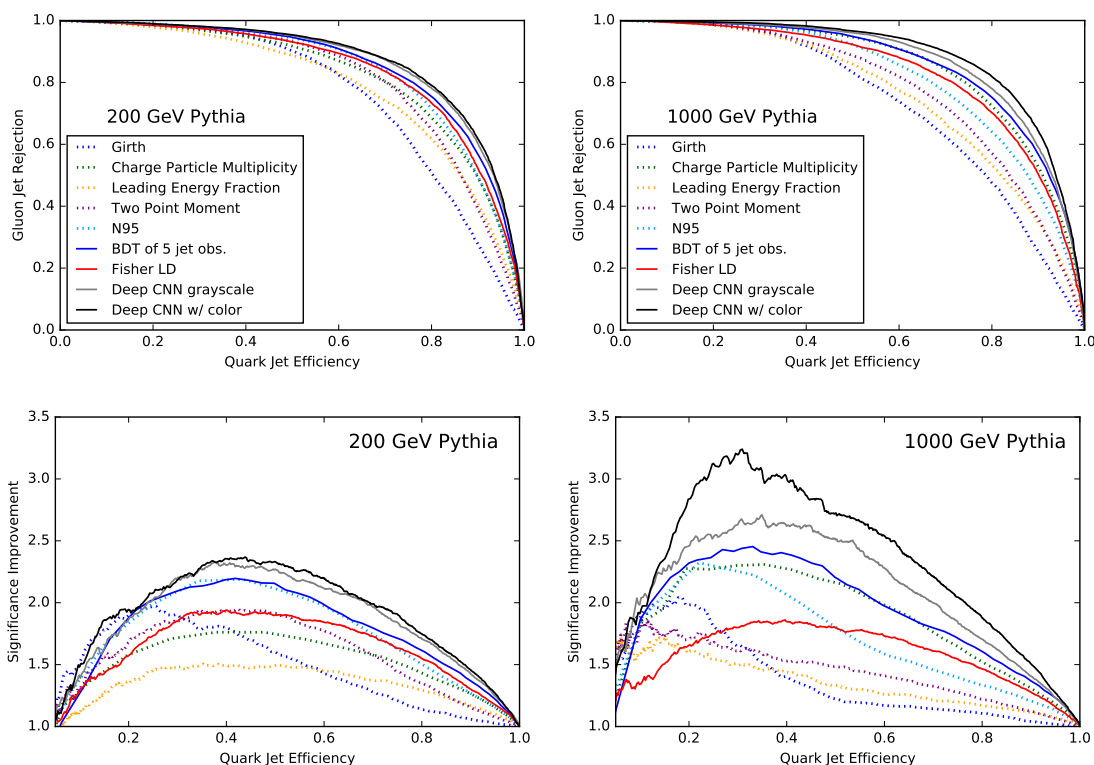 1.0
0.8
0.6
0.4
0.2
0.0
Gluon Jet Rejection
200 GeV Pythia
Girth
Charge Particle Multiplicity
Leading Energy Fraction
Two Point Moment
N95
BDT of 5 jet obs.
Fisher LD
Deep CNN grayscale
Deep CNN w/ color
0.0 0.2 0.4 0.6 0.8 1.0
Quark Jet Efficiency
1.0
0.8
0.6
0.4
0.2
0.0
Gluon Jet Rejection
1000 GeV Pythia
Girth
Charge Particle Multiplicity
Leading Energy Fraction
Two Point Moment
N95
BDT of 5 jet obs.
Fisher LD
Deep CNN grayscale
Deep CNN w/ color
0.0 0.2 0.4 0.6 0.8 1.0
Quark Jet Efficiency
3.5
3.0
2.5
2.0
1.5
1.0
Significance Improvement
200 GeV Pythia
0.2 0.4 0.6 0.8 1.0
Quark Jet Efficiency
3.5
3.0
2.5
2.0
1.5
1.0
Significance Improvement
1000 GeV Pythia
0.2 0.4 0.6 0.8 1.0
Quark Jet Efficiency